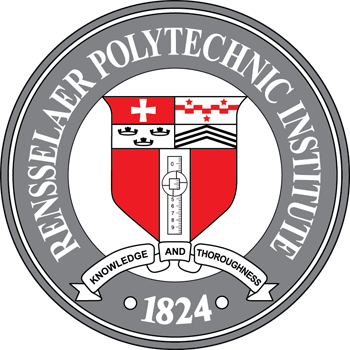 RENSSELAER POLYTECHNIC INSTITUTE
KNOWLEDGE AND THOROUGHNESS
• 1824 •